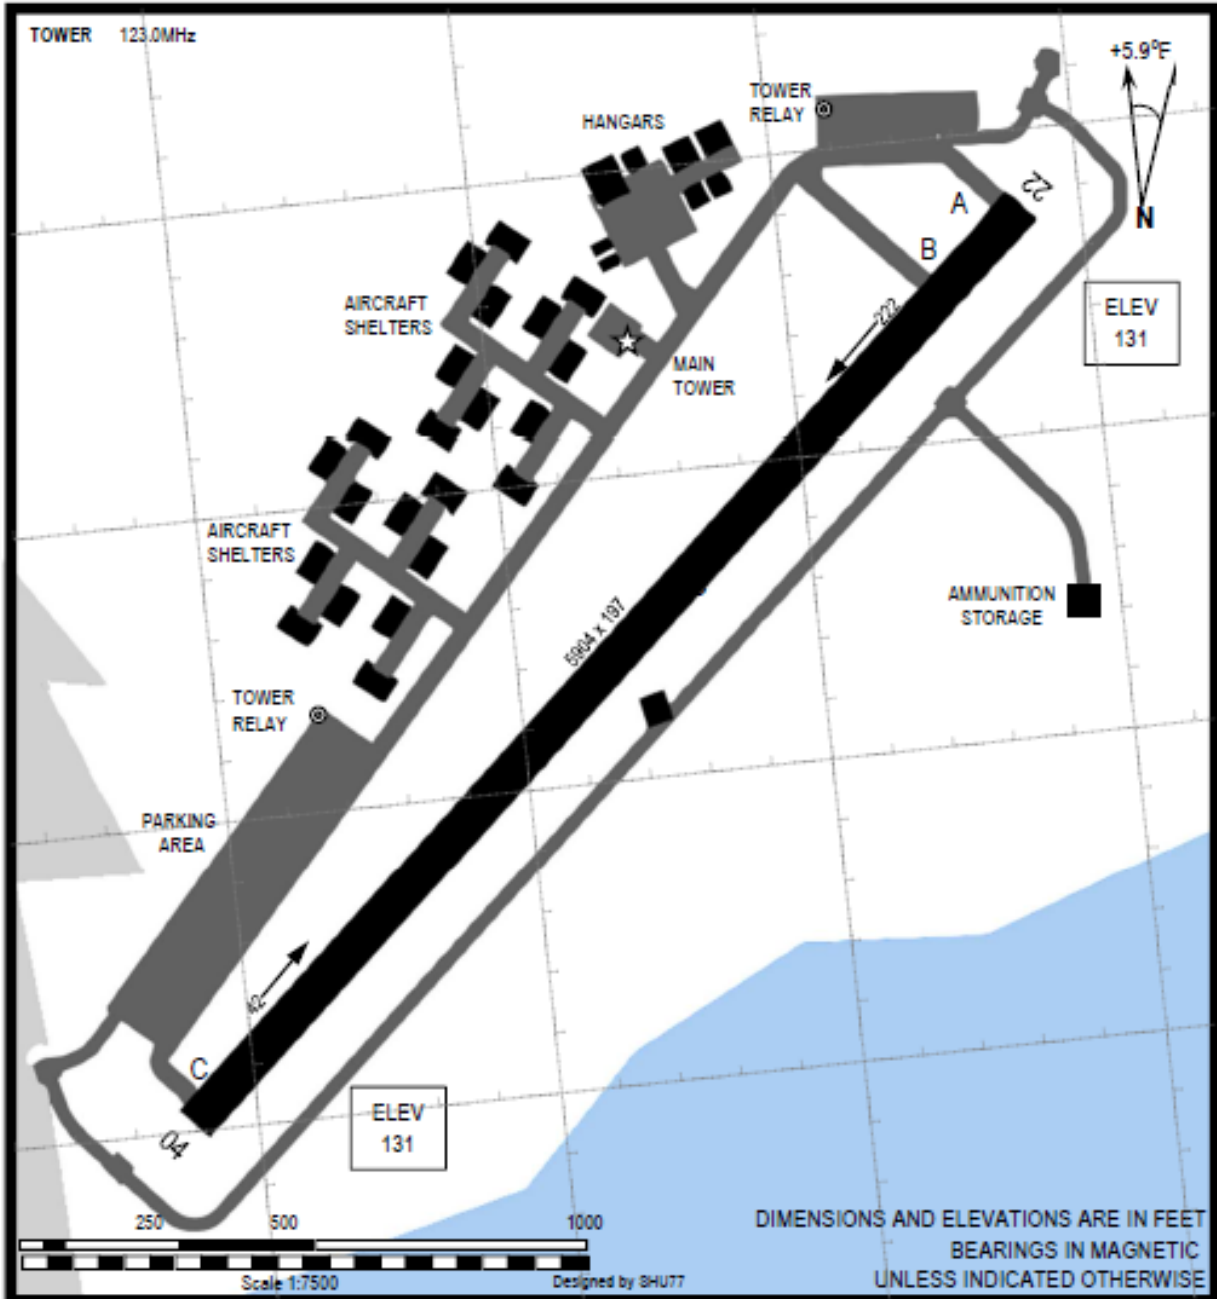 TOWER 123.0MHz
+5.9°F
TOWER
RELAY
HANGARS
A
22
N
B
AIRCRAFT
SHELTERS
222
ELEV
131
MAIN
TOWER
AIRCRAFT
SHELTERS
AMMUNITION
STORAGE
5904 x 197
TOWER
RELAY
PARKING
AREA
42
C
04
ELEV
131
250 500 1000
Scale 1:7500
Designed by SHU77
DIMENSIONS AND ELEVATIONS ARE IN FEET
BEARINGS IN MAGNETIC
UNLESS INDICATED OTHERWISE